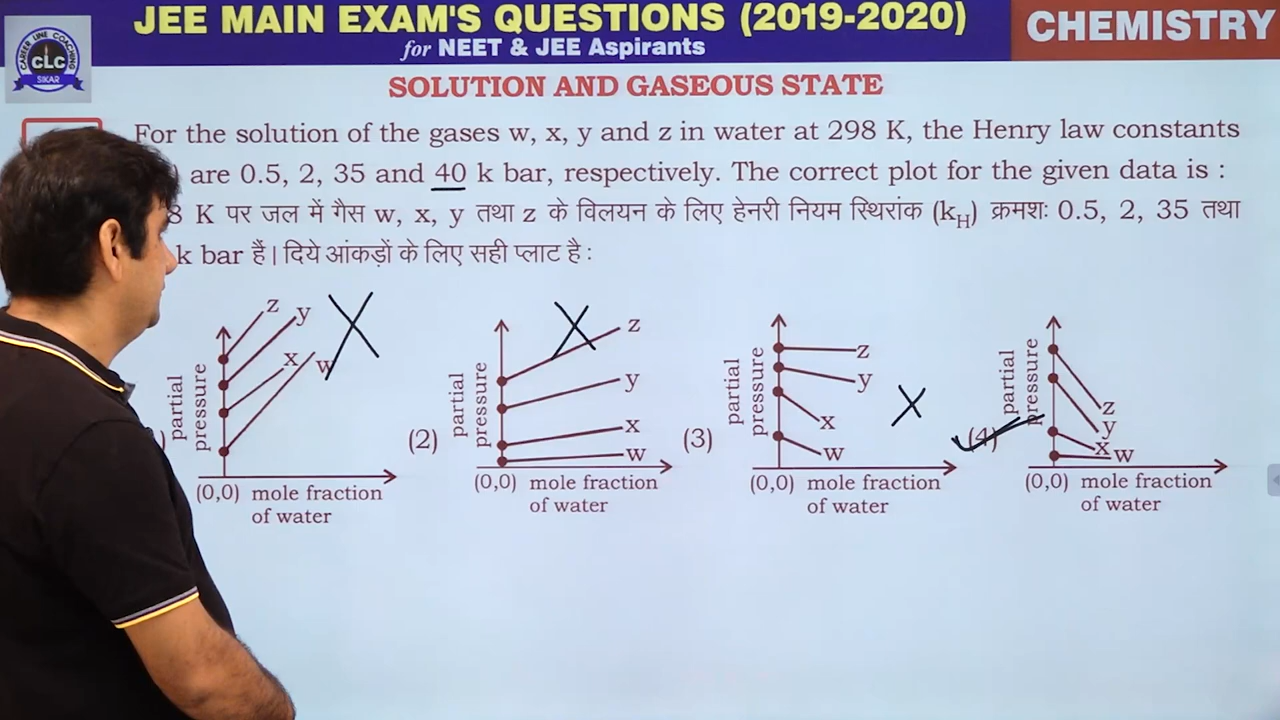 JEE MAIN EXAM'S QUESTIONS (2019-2020)
for NEET & JEE Aspirants
CHEMISTRY
CAREER LINE COACHING
CLC
SIKAR
SOLUTION AND GASEOUS STATE
For the solution of the gases w, x, y and z in water at 298 K, the Henry law constants
are 0.5, 2, 35 and 40 k bar, respectively. The correct plot for the given data is :
8 K पर जल में गैस w, x, y तथा z के विलयन के लिए हेनरी नियम स्थिरांक (kH) क्रमशः 0.5, 2, 35 तथा
k bar हैं। दिये आंकड़ों के लिए सही प्लाट है :
)
partial pressure
z
y
x
w
(0,0) mole fraction
of water
(2)
partial pressure
z
y
x
w
(0,0) mole fraction
of water
(3)
partial pressure
z
y
x
w
(0,0) mole fraction
of water
(4)
partial pressure
z
y
x w
(0,0) mole fraction
of water